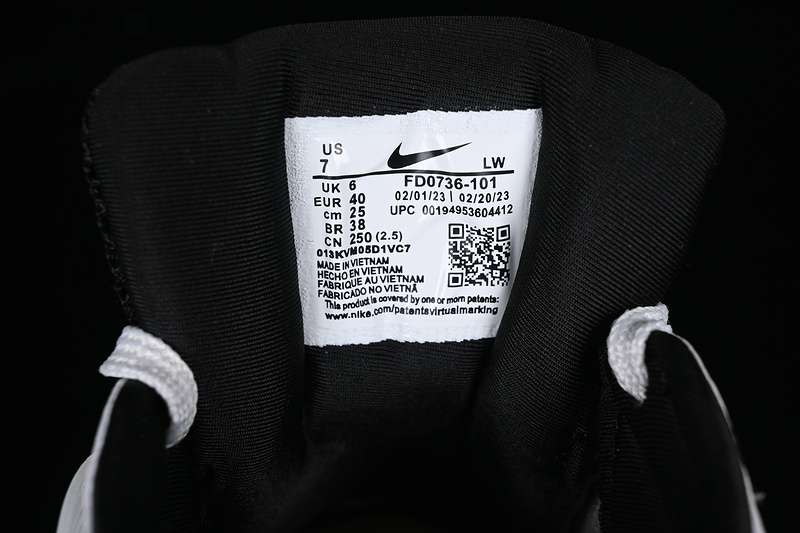 US
7 LW
UK 6 FD0736-101
EUR 40 02/01/23 | 02/20/23
cm 25 UPC 00194953604412
BR 38
CN 250 (2.5)
013KVM05D1VC7
MADE IN VIETNAM
HECHO EN VIETNAM
FABRIQUE AU VIETNAM
FABRICADO NO VIETNÃ
This product is covered by one or morn patents:
www.nike.com/patentsvirtualmarking